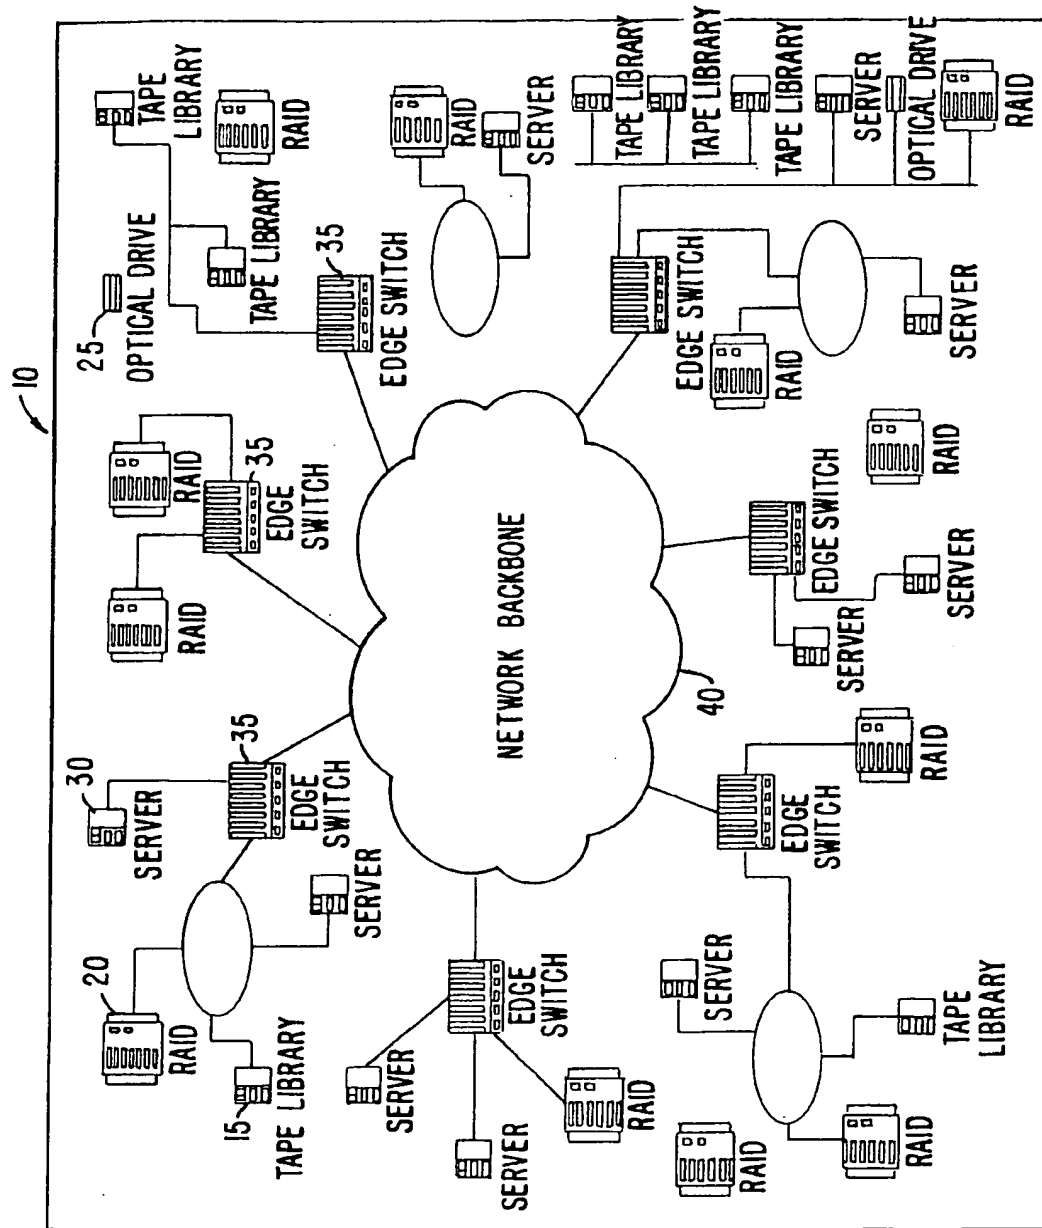 10
30
25
20
SERVER
OPTICAL DRIVE
TAPE
LIBRARY
RAID
RAID
RAID
15
35
35
TAPE LIBRARY
TAPE LIBRARY
EDGE
SWITCH
EDGE
SWITCH
RAID
35
SERVER
EDGE SWITCH
SERVER
RAID
NETWORK BACKBONE
SERVER
EDGE
SWITCH
SERVER
TAPE LIBRARY
RAID
EDGE SWITCH
TAPE LIBRARY
40
SERVER
RAID
RAID
TAPE LIBRARY
EDGE
SWITCH
EDGE SWITCH
SERVER
SERVER
RAID
OPTICAL DRIVE
RAID
RAID
TAPE
LIBRARY
SERVER
SERVER
RAID